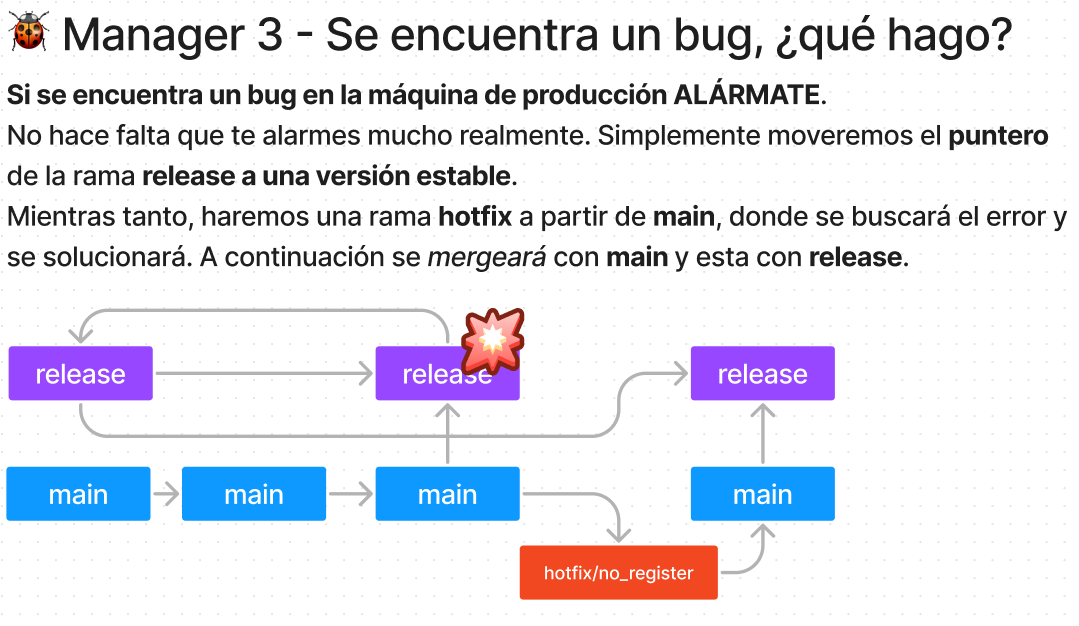 Manager 3 - Se encuentra un bug, ¿qué hago?
Si se encuentra un bug en la máquina de producción ALÁRMATE.
No hace falta que te alarmes mucho realmente. Simplemente moveremos el puntero
de la rama release a una versión estable.
Mientras tanto, haremos una rama hotfix a partir de main, donde se buscará el error y
se solucionará. A continuación se mergeará con main y esta con release.
release
release
release
main
main
main
main
hotfix/no_register